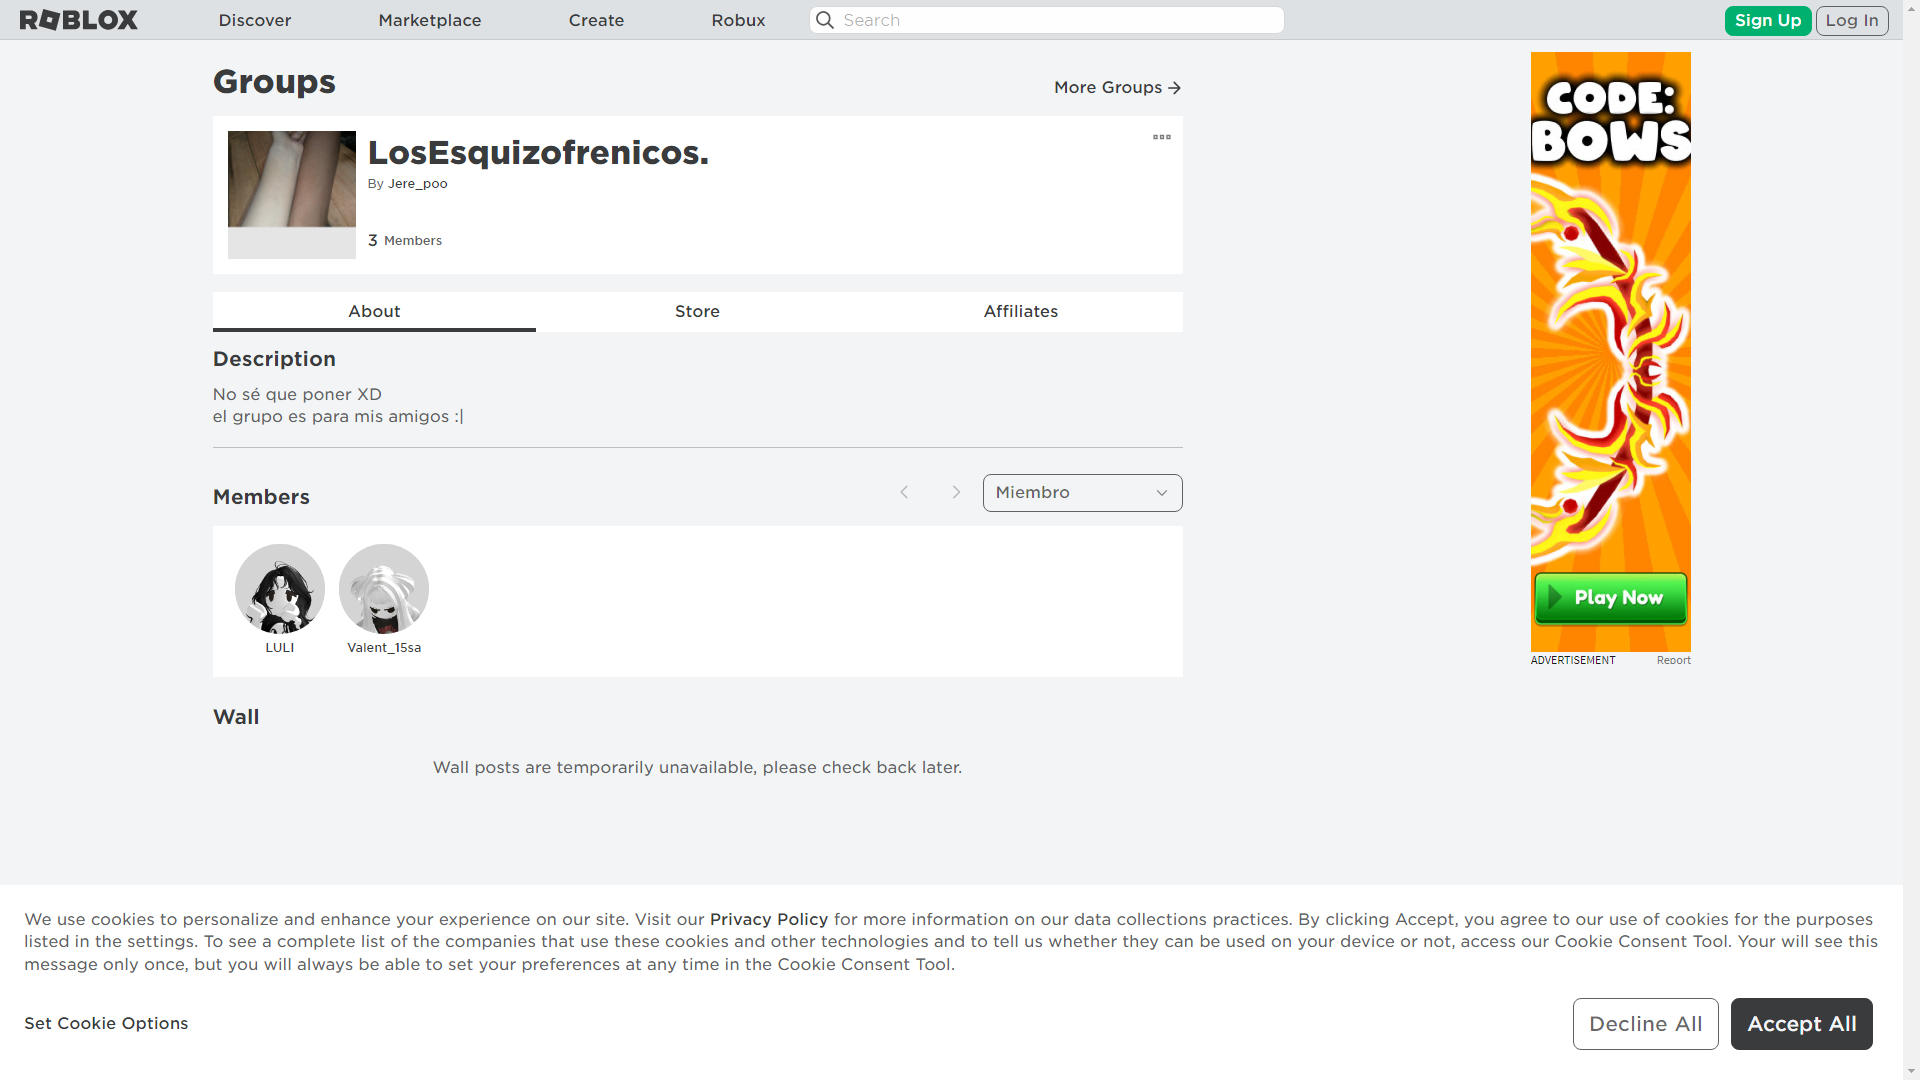 ROBLOX
Discover
Marketplace
Create
Robux
Search
Sign Up
Log In
Groups
More Groups
LosEsquizofrenicos.
By Jere_poo
3 Members
About
Store
Affiliates
Description
No sé que poner XD
el grupo es para mis amigos :|
Members
Miembro
LULI
Valent_15sa
Wall
Wall posts are temporarily unavailable, please check back later.
CODE:
BOWS
Play Now
ADVERTISEMENT
Report
We use cookies to personalize and enhance your experience on our site. Visit our Privacy Policy for more information on our data collections practices. By clicking Accept, you agree to our use of cookies for the purposes
listed in the settings. To see a complete list of the companies that use these cookies and other technologies and to tell us whether they can be used on your device or not, access our Cookie Consent Tool. Your will see this
message only once, but you will always be able to set your preferences at any time in the Cookie Consent Tool.
Set Cookie Options
Decline All
Accept All